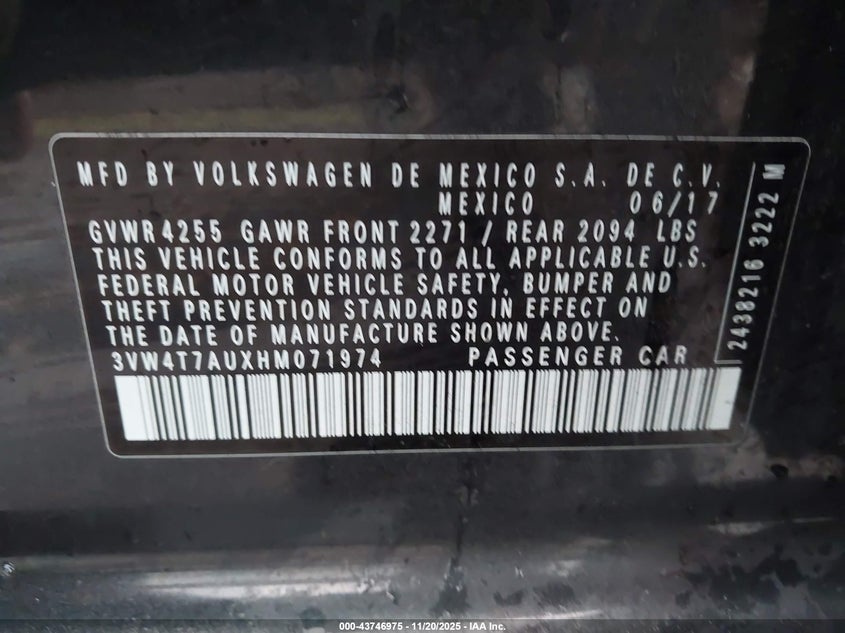 MFD BY VOLKSWAGEN DE MEXICO S.A. DE C.V.
MEXICO 06/17
GVWR 4255 GAWR FRONT 2271 / REAR 2094 LBS
THIS VEHICLE CONFORMS TO ALL APPLICABLE U.S.
FEDERAL MOTOR VEHICLE SAFETY, BUMPER AND
THEFT PREVENTION STANDARDS IN EFFECT ON
THE DATE OF MANUFACTURE SHOWN ABOVE.
3VW4T7AUXHM071974 PASSENGER CAR
2438216 3222 M
000-43746975 - 11/20/2025 - IAA Inc.